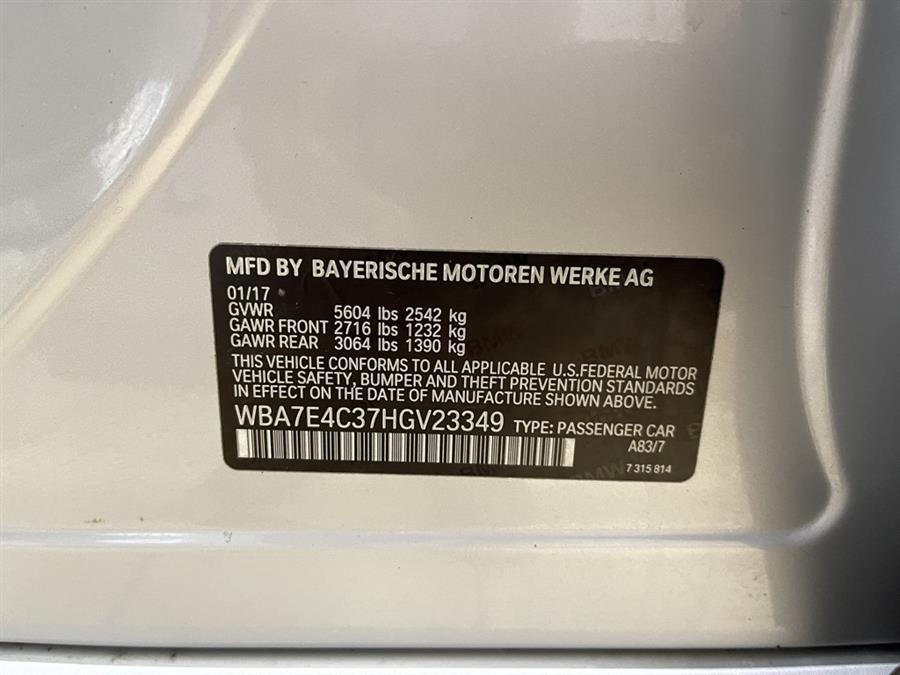 MFD BY BAYERISCHE MOTOREN WERKE AG
01/17
GVWR 5604 lbs 2542 kg
GAWR FRONT 2716 lbs 1232 kg
GAWR REAR 3064 lbs 1390 kg
THIS VEHICLE CONFORMS TO ALL APPLICABLE U.S.FEDERAL MOTOR
VEHICLE SAFETY, BUMPER AND THEFT PREVENTION STANDARDS
IN EFFECT ON THE DATE OF MANUFACTURE SHOWN ABOVE.
WBA7E4C37HGV23349 TYPE: PASSENGER CAR
A83/7
7 315 814